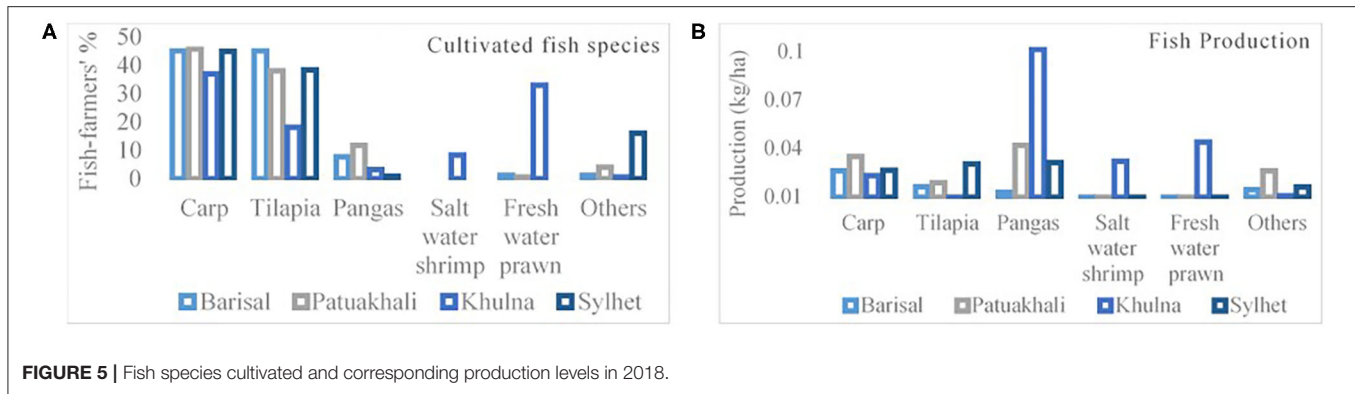 A
Cultivated fish species
Fish-farmers' %
50
40
30
20
10
0
Carp Tilapia Pangas Salt water shrimp Fresh water prawn Others
Barisal Patuakhali Khulna Sylhet
B
Fish Production
Production (kg/ha)
0.1
0.07
0.04
0.01
Carp Tilapia Pangas Salt water shrimp Fresh water prawn Others
Barisal Patuakhali Khulna Sylhet
FIGURE 5 | Fish species cultivated and corresponding production levels in 2018.